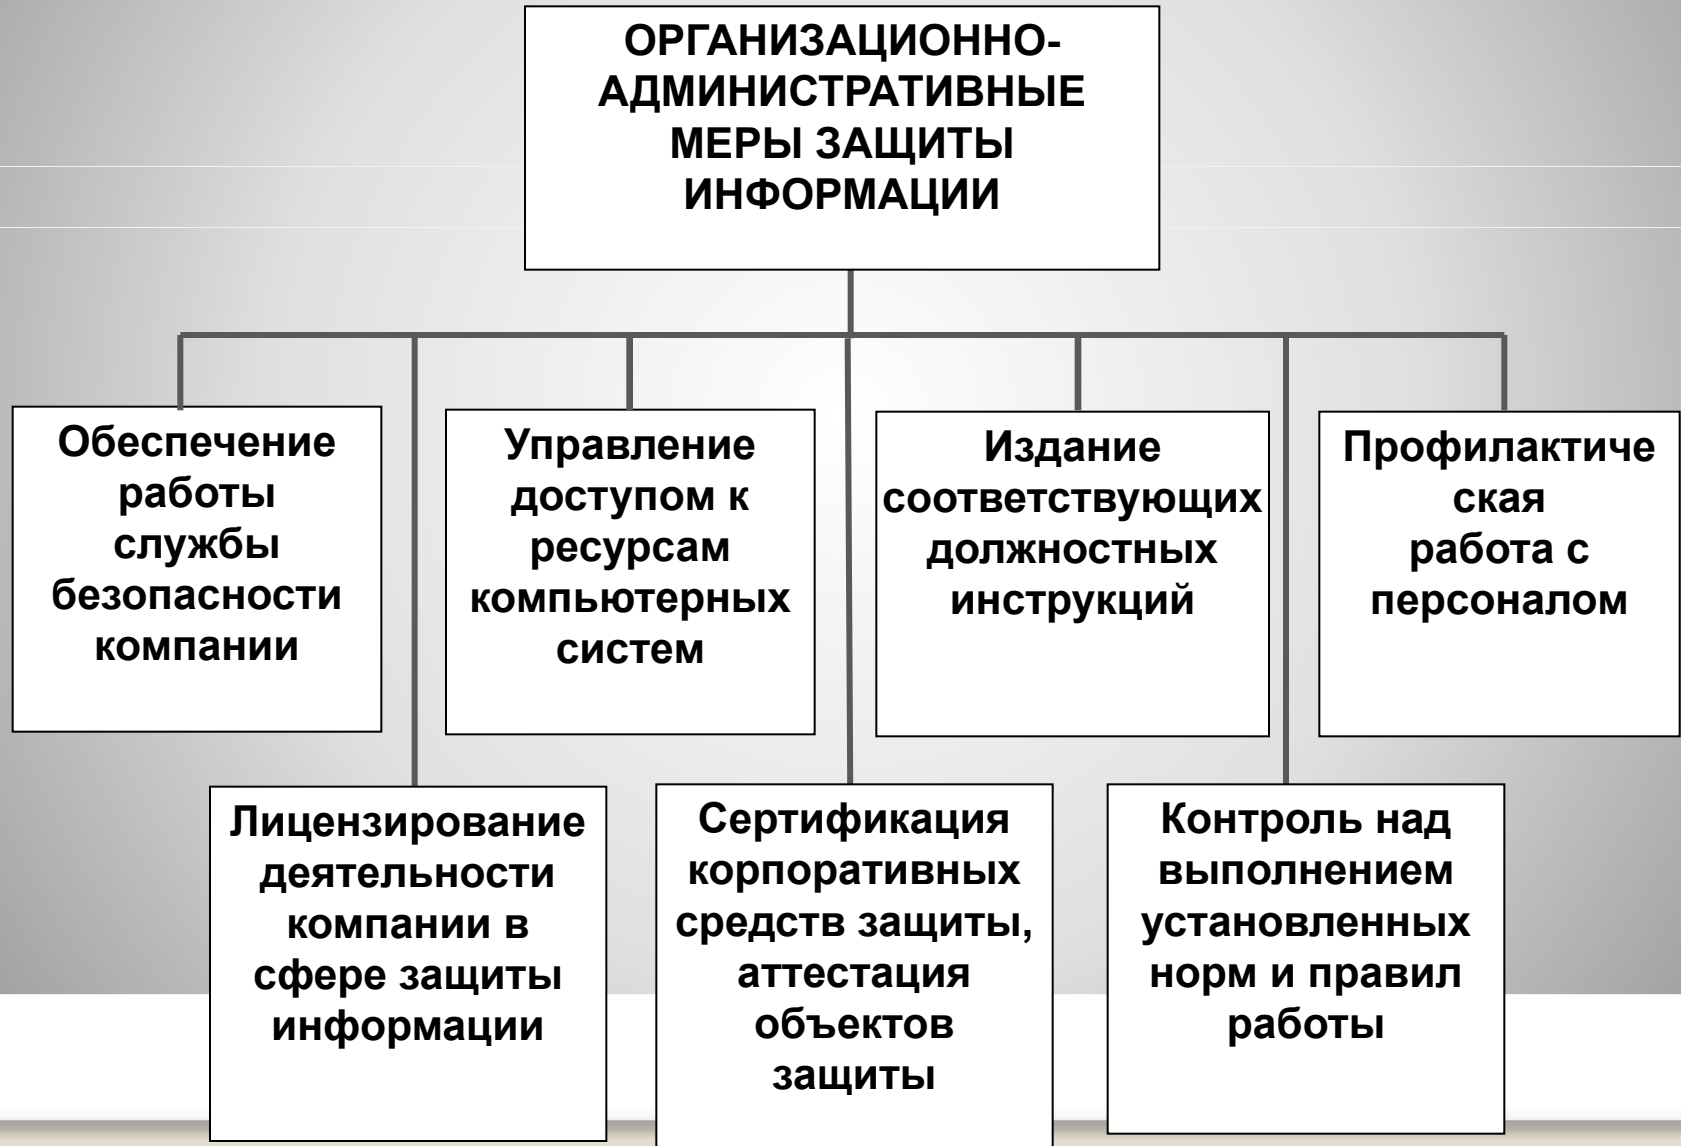 ОРГАНИЗАЦИОННО-
АДМИНИСТРАТИВНЫЕ
МЕРЫ ЗАЩИТЫ
ИНФОРМАЦИИ
Обеспечение
работы
службы
безопасности
компании
Управление
доступом к
ресурсам
компьютерных
систем
Издание
соответствующих
должностных
инструкций
Профилактиче
ская
работа с
персоналом
Лицензирование
деятельности
компании в
сфере защиты
информации
Сертификация
корпоративных
средств защиты,
аттестация
объектов
защиты
Контроль над
выполнением
установленных
норм и правил
работы